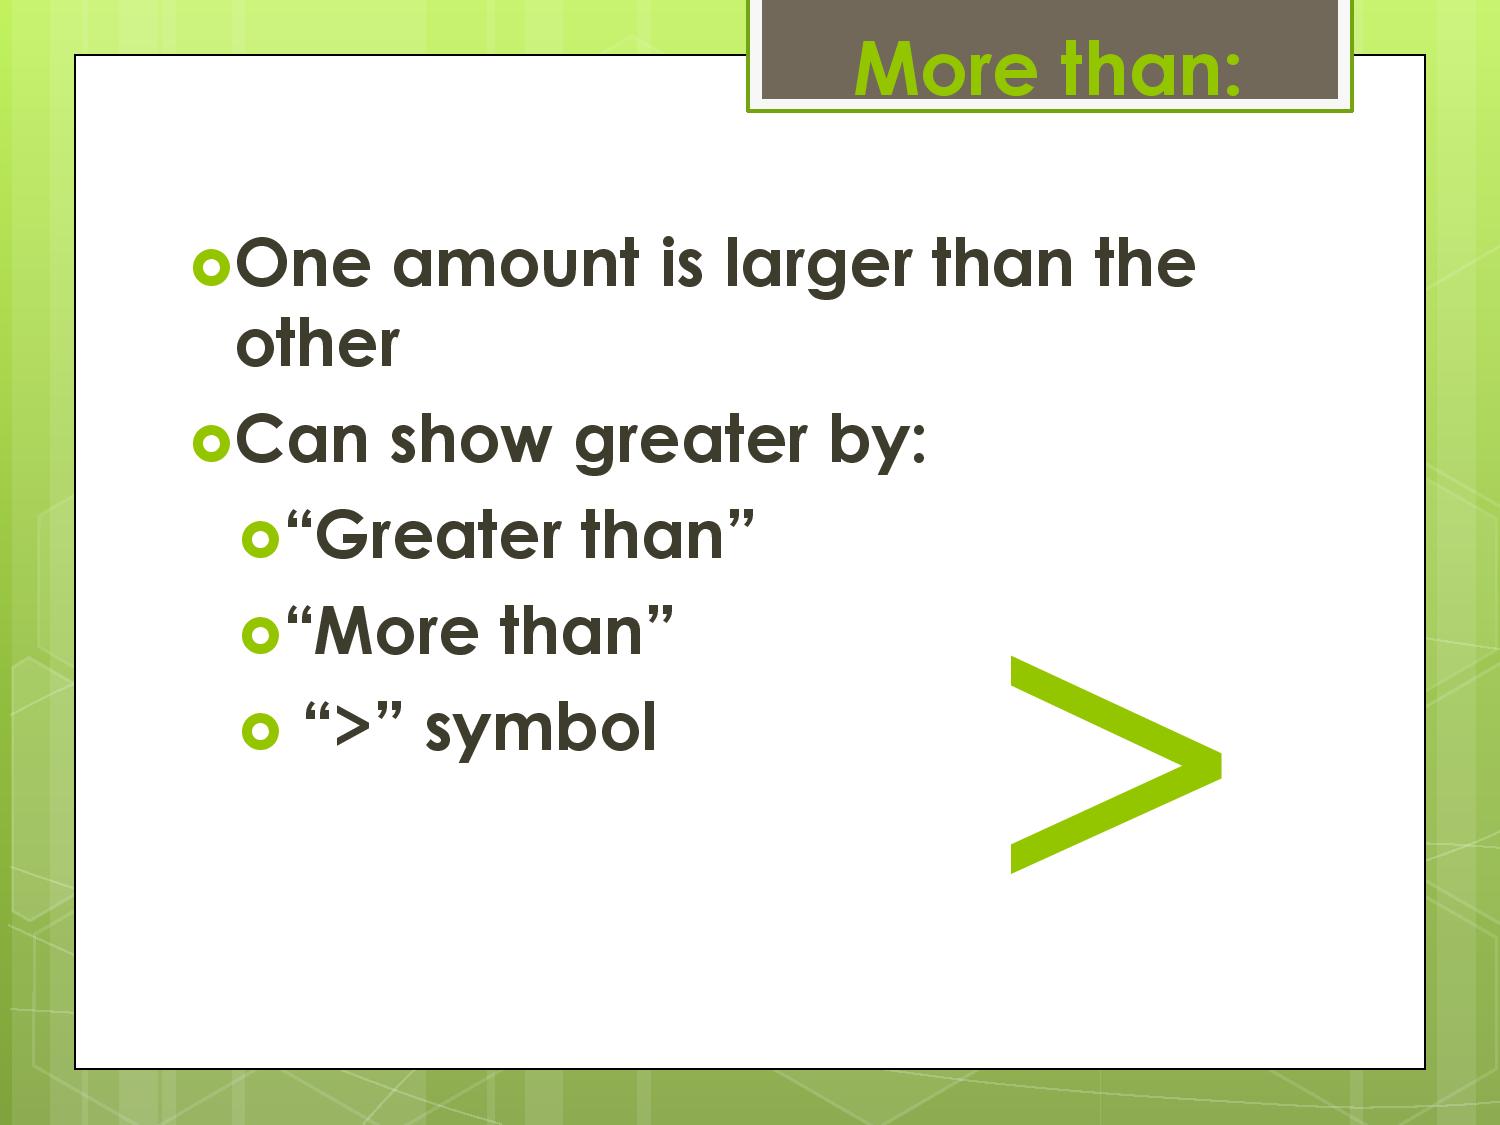 More than:
One amount is larger than the
other
Can show greater by:
“Greater than”
“More than”
“>” symbol
>